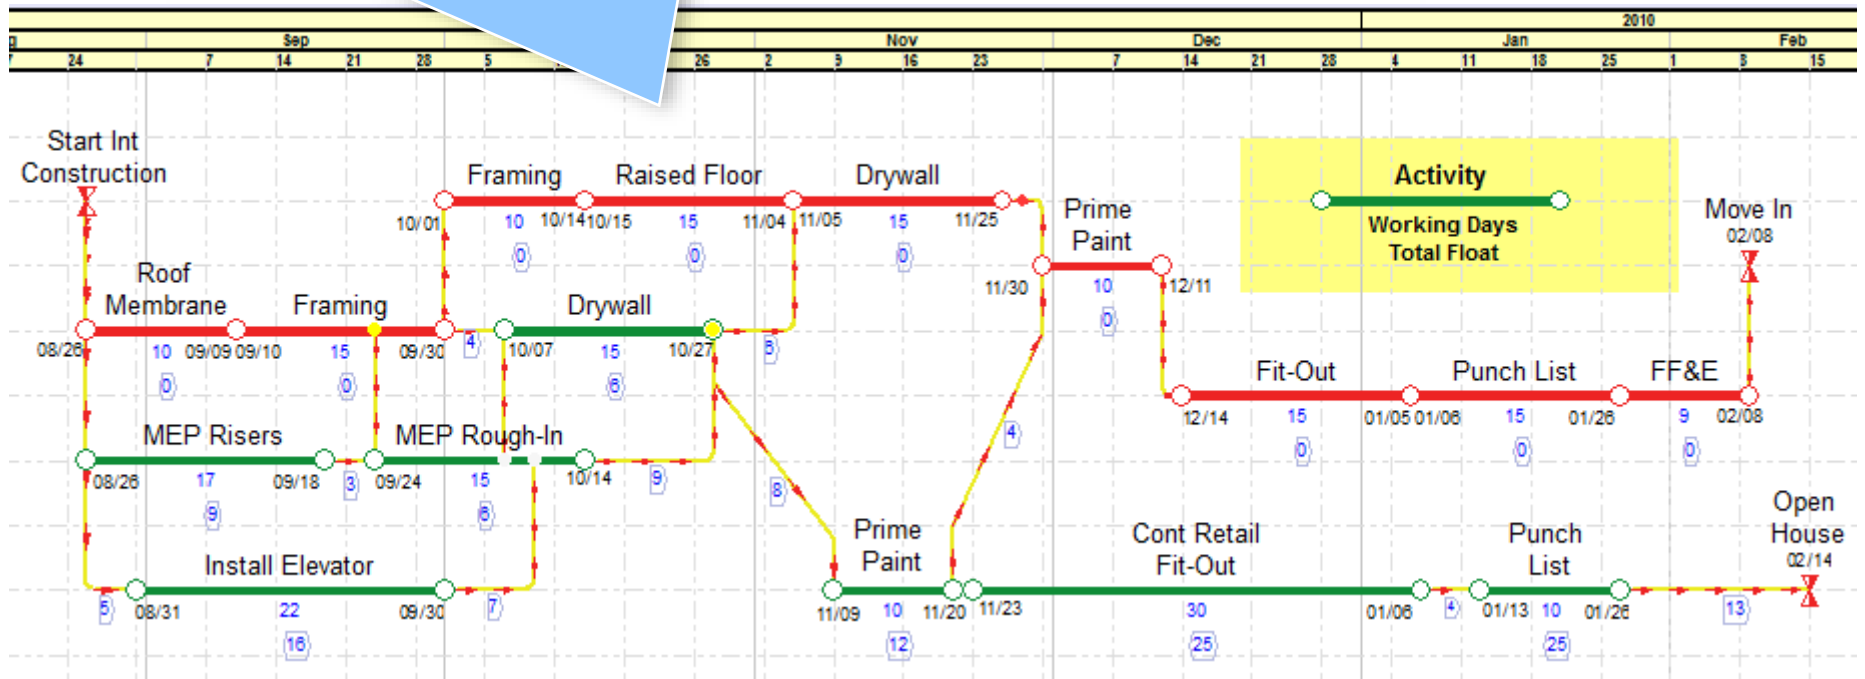 2010
Sep Nov Dec Jan Feb
24 7 14 21 28 5 26 2 9 16 23 7 14 21 28 4 11 18 25 1 8 15
Start Int
Construction
Framing Raised Floor Drywall
10/01 10 10/14 10/15 15 11/04 11/05 15 11/25
0 0 0
Prime
Paint
11/30 10 12/11
0
Activity
Working Days
Total Float
Move In
02/08
Roof
Membrane Framing Drywall
08/26 10 09/09 09/10 15 09/30 4 10/07 15 10/27 8
0 0 6
Fit-Out Punch List FF&E
12/14 15 01/05 01/06 15 01/26 9 02/08
0 0 0
MEP Risers MEP Rough-In
08/26 17 09/18 3 09/24 15 10/14 9 8 4
9 6
Install Elevator
5 08/31 22 09/30 7
16
Prime
Paint
11/09 10 11/20
12
Cont Retail
Fit-Out
11/23 30 01/06 4
25
Punch
List
01/13 10 01/26 13
25
Open
House
02/14